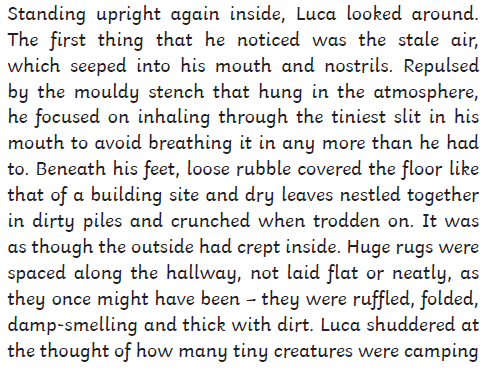 Standing upright again inside, Luca looked around.
The first thing that he noticed was the stale air,
which seeped into his mouth and nostrils. Repulsed
by the mouldy stench that hung in the atmosphere,
he focused on inhaling through the tiniest slit in his
mouth to avoid breathing it in any more than he had
to. Beneath his feet, loose rubble covered the floor like
that of a building site and dry leaves nestled together
in dirty piles and crunched when trodden on. It was
as though the outside had crept inside. Huge rugs were
spaced along the hallway, not laid flat or neatly, as
they once might have been – they were ruffled, folded,
damp-smelling and thick with dirt. Luca shuddered at
the thought of how many tiny creatures were camping